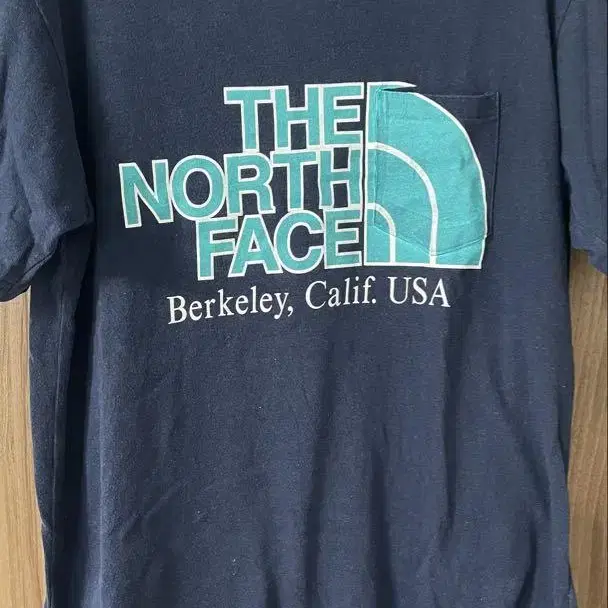 THE
NORTH
FACE
Berkeley, Calif. USA